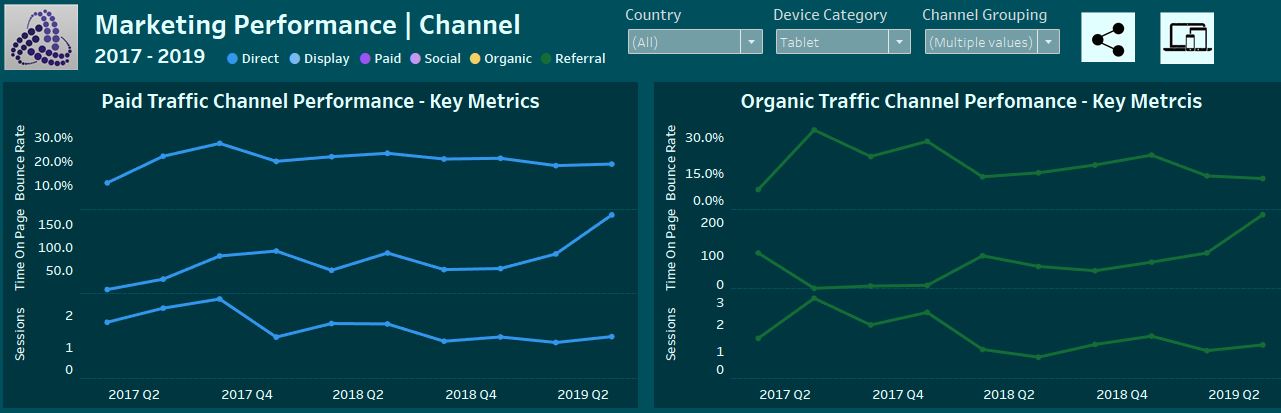 Marketing Performance | Channel
2017 - 2019
Direct Display Paid Social Organic Referral
Country
(All)
Device Category
Tablet
Channel Grouping
(Multiple values)
Paid Traffic Channel Performance - Key Metrics
Bounce Rate
30.0%
20.0%
10.0%
Time On Page
150.0
100.0
50.0
Sessions
2
1
0
2017 Q2 2017 Q4 2018 Q2 2018 Q4 2019 Q2
Organic Traffic Channel Perfomance - Key Metrcis
Bounce Rate
30.0%
15.0%
0.0%
Time On Page
200
100
0
Sessions
3
2
1
0
2017 Q2 2017 Q4 2018 Q2 2018 Q4 2019 Q2